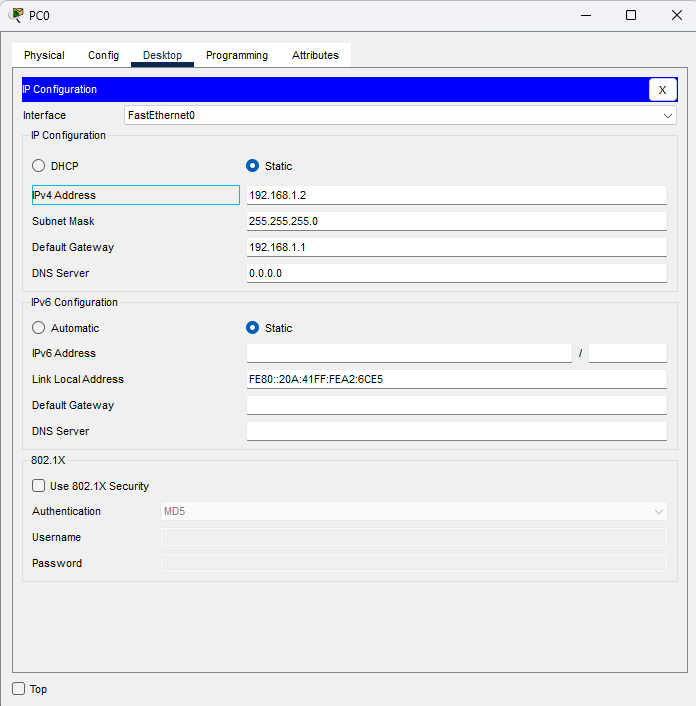 PC0
Physical Config Desktop Programming Attributes
IP Configuration X
Interface FastEthernet0
IP Configuration
DHCP Static
IPv4 Address 192.168.1.2
Subnet Mask 255.255.255.0
Default Gateway 192.168.1.1
DNS Server 0.0.0.0
IPv6 Configuration
Automatic Static
IPv6 Address /
Link Local Address FE80::20A:41FF:FEA2:6CE5
Default Gateway
DNS Server
802.1X
Use 802.1X Security
Authentication MD5
Username
Password
Top